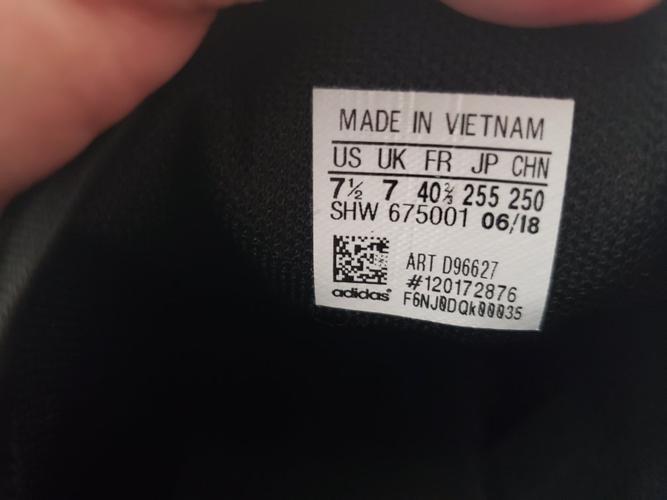 MADE IN VIETNAM
US UK FR JP CHN
7½ 7 40⅔ 255 250
SHW 675001 06/18
ART D96627
#120172876
adidas F6NJ0DQk00035